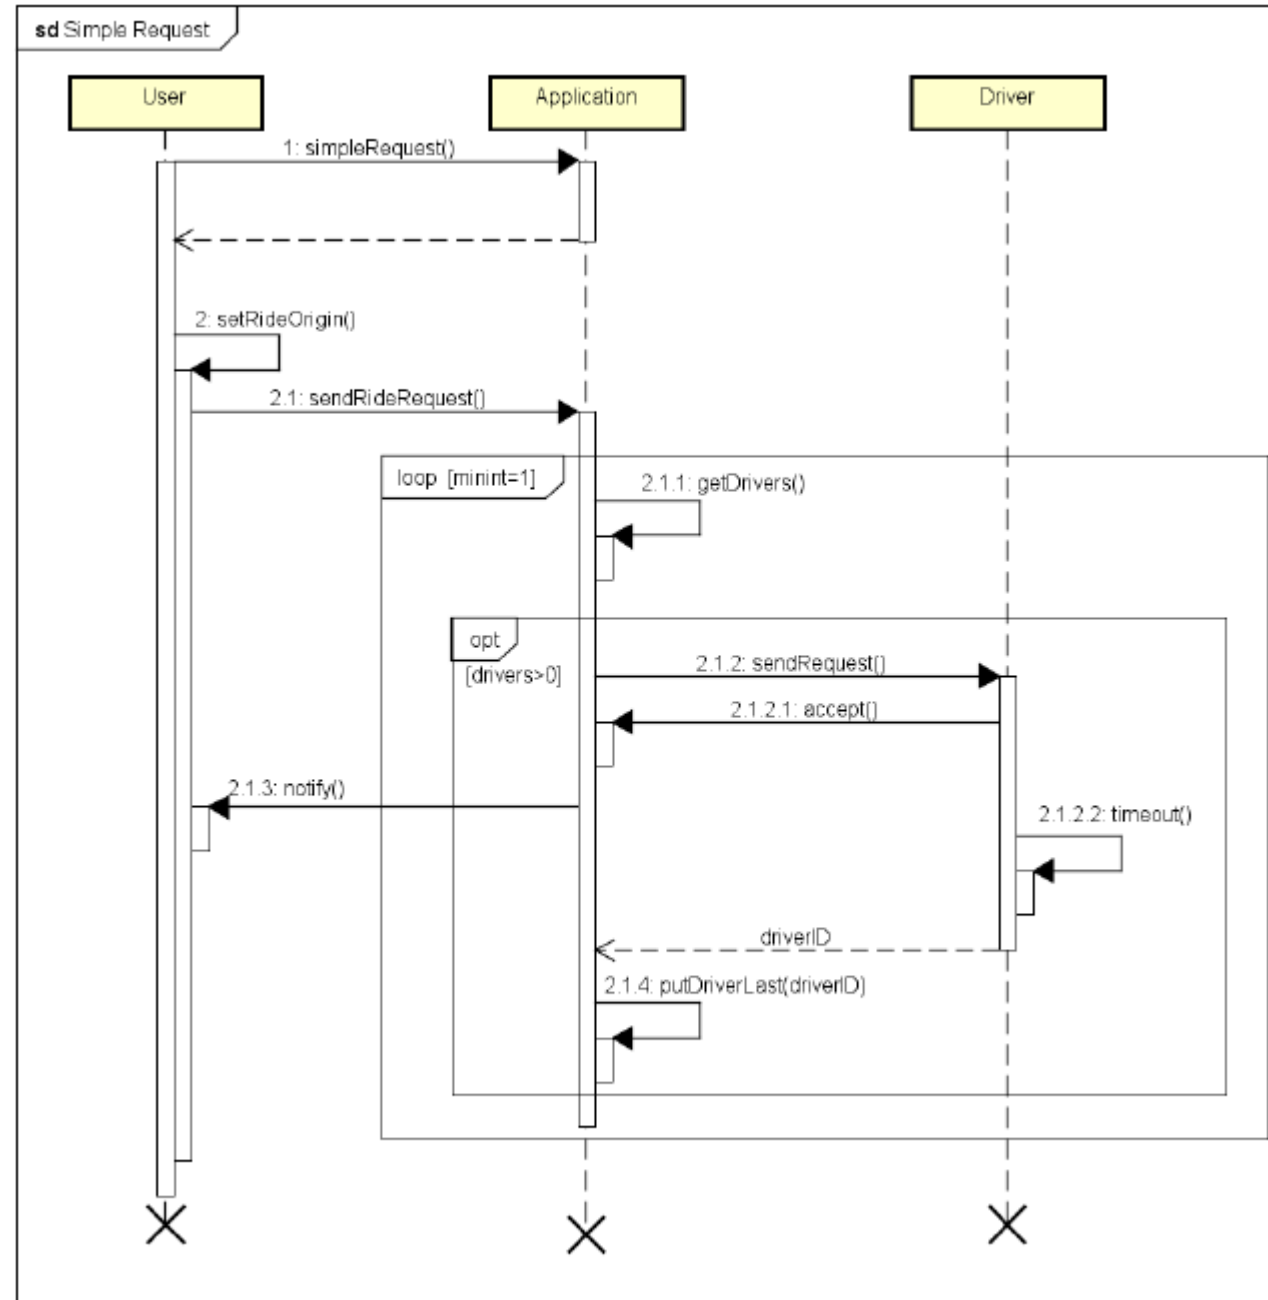 sd Simple Request
User
Application
Driver
1: simpleRequest()
2: setRideOrigin()
2.1: sendRideRequest()
loop [minint=1]
2.1.1: getDrivers()
opt
[drivers>0]
2.1.2: sendRequest()
2.1.2.1: accept()
2.1.3: notify()
2.1.2.2: timeout()
driverID
2.1.4: putDriverLast(driverID)